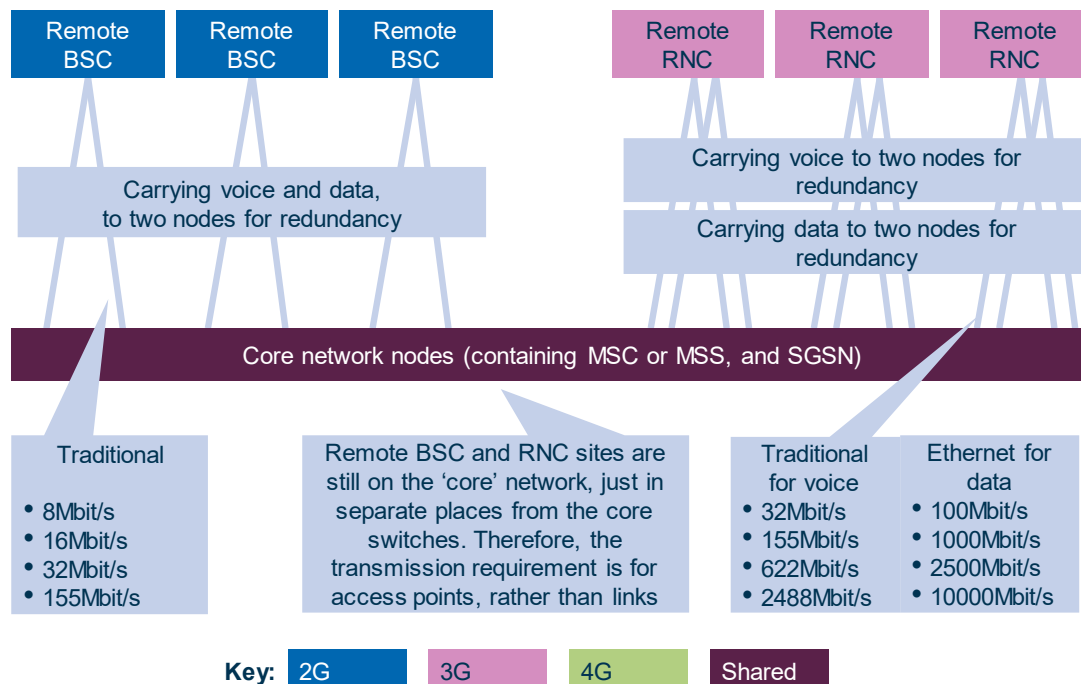 Remote
BSC
Remote
BSC
Remote
BSC
Remote
RNC
Remote
RNC
Remote
RNC
Carrying voice and data,
to two nodes for redundancy
Carrying voice to two nodes for
redundancy
Carrying data to two nodes for
redundancy
Core network nodes (containing MSC or MSS, and SGSN)
Traditional
• 8Mbit/s
• 16Mbit/s
• 32Mbit/s
• 155Mbit/s
Remote BSC and RNC sites are
still on the ‘core’ network, just in
separate places from the core
switches. Therefore, the
transmission requirement is for
access points, rather than links
Traditional
for voice
• 32Mbit/s
• 155Mbit/s
• 622Mbit/s
• 2488Mbit/s
Ethernet for
data
• 100Mbit/s
• 1000Mbit/s
• 2500Mbit/s
• 10000Mbit/s
Key: 2G 3G 4G Shared